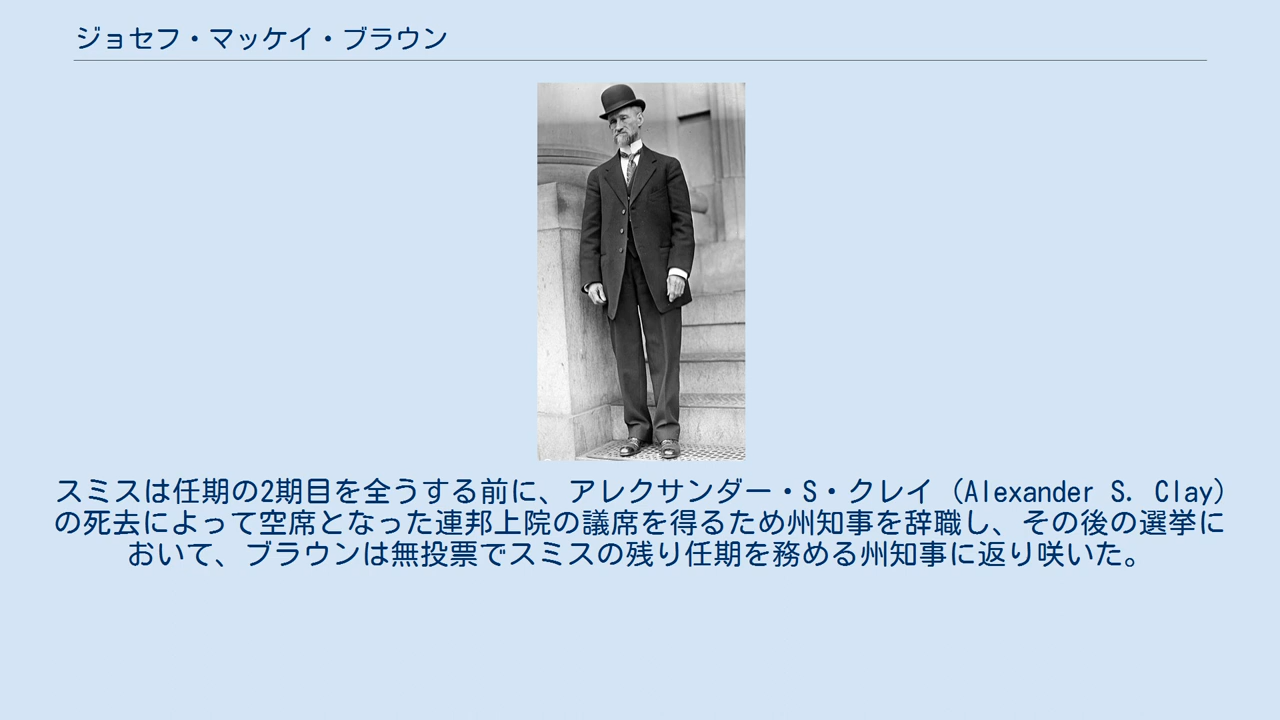 ジョセフ・マッケイ・ブラウン
スミスは任期の2期目を全うする前に、アレクサンダー・S・クレイ（Alexander S. Clay）
の死去によって空席となった連邦上院の議席を得るため州知事を辞職し、その後の選挙に
おいて、ブラウンは無投票でスミスの残り任期を務める州知事に返り咲いた。